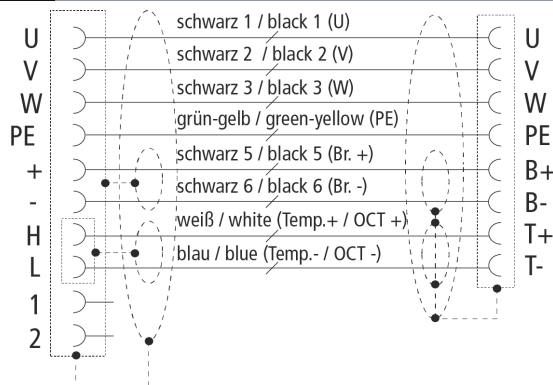 U schwarz 1 / black 1 (U) U
V schwarz 2 / black 2 (V) V
W schwarz 3 / black 3 (W) W
PE grün-gelb / green-yellow (PE) PE
+ schwarz 5 / black 5 (Br. +) B+
- schwarz 6 / black 6 (Br. -) B-
H weiß / white (Temp.+ / OCT +) T+
L blau / blue (Temp.- / OCT -) T-
1
2